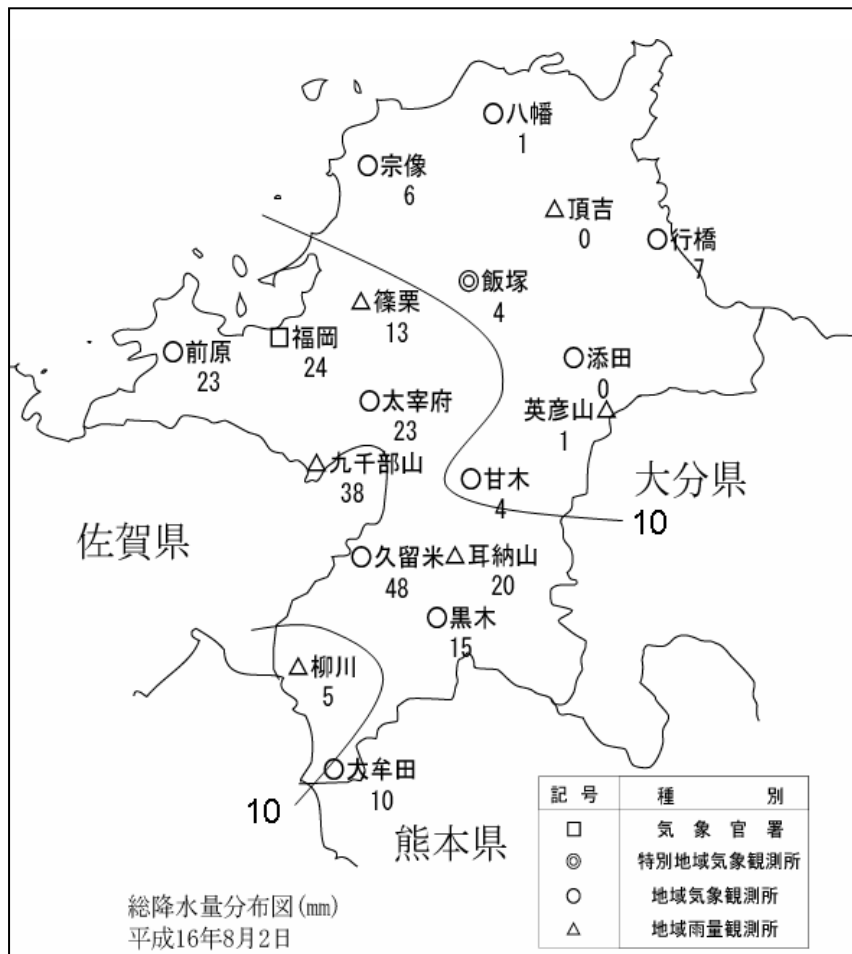 八幡
1
宗像
6
頂吉
0
行橋
7
飯塚
4
篠栗
13
福岡
24
前原
23
添田
0
太宰府
23
英彦山
1
九千部山
38
甘木
4
大分県
10
佐賀県
久留米
48
耳納山
20
黒木
15
柳川
5
大牟田
10
10
熊本県
記号 種別
□ 気象官署
◎ 特別地域気象観測所
○ 地域気象観測所
△ 地域雨量観測所
総降水量分布図(mm)
平成16年8月2日